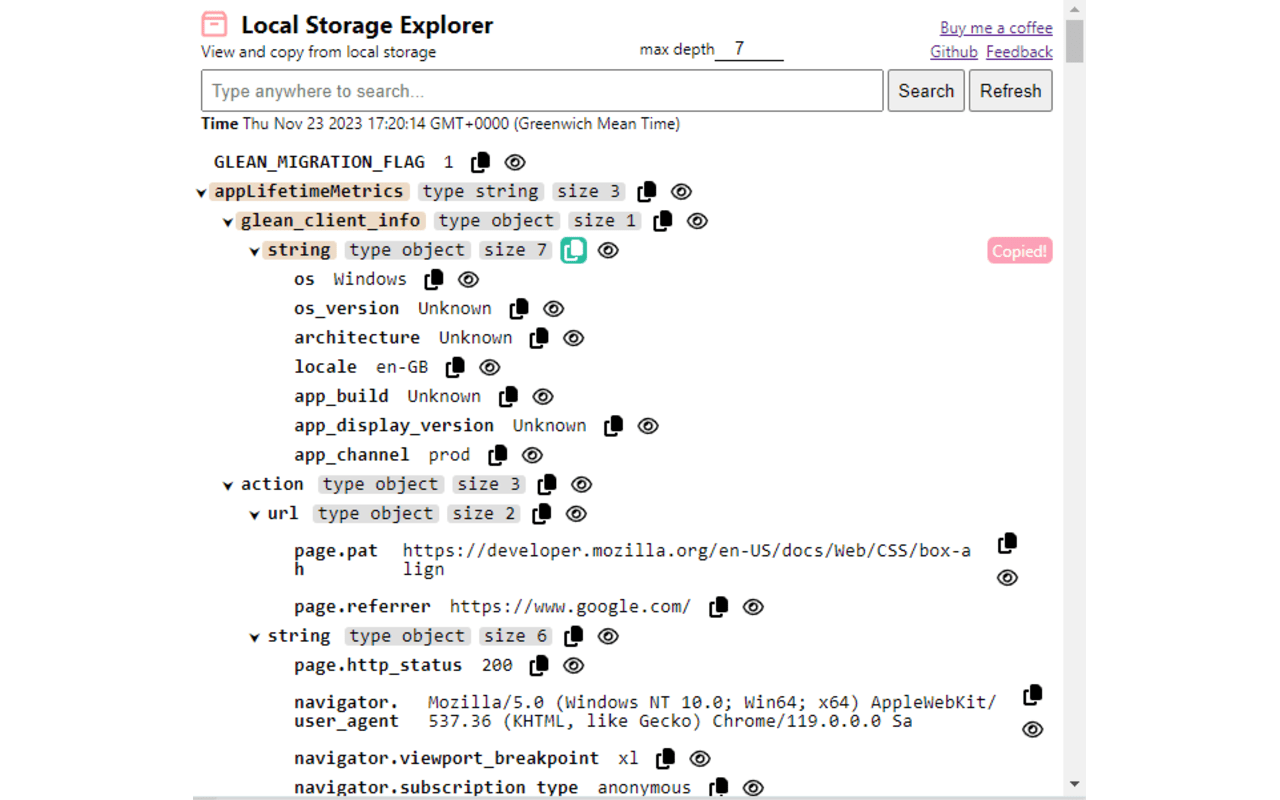 Local Storage Explorer
Buy me a coffee
View and copy from local storage
max depth 7
Github Feedback
Type anywhere to search...
Search
Refresh
Time Thu Nov 23 2023 17:20:14 GMT+0000 (Greenwich Mean Time)
GLEAN_MIGRATION_FLAG 1
appLifetimeMetrics type string size 3
glean_client_info type object size 1
string type object size 7
Copied!
os Windows
os_version Unknown
architecture Unknown
locale en-GB
app_build Unknown
app_display_version Unknown
app_channel prod
action type object size 3
url type object size 2
page.pat https://developer.mozilla.org/en-US/docs/Web/CSS/box-a
h lign
page.referrer https://www.google.com/
string type object size 6
page.http_status 200
navigator. Mozilla/5.0 (Windows NT 10.0; Win64; x64) AppleWebKit/
user_agent 537.36 (KHTML, like Gecko) Chrome/119.0.0.0 Sa
navigator.viewport_breakpoint xl
navigator.subscription_type anonymous